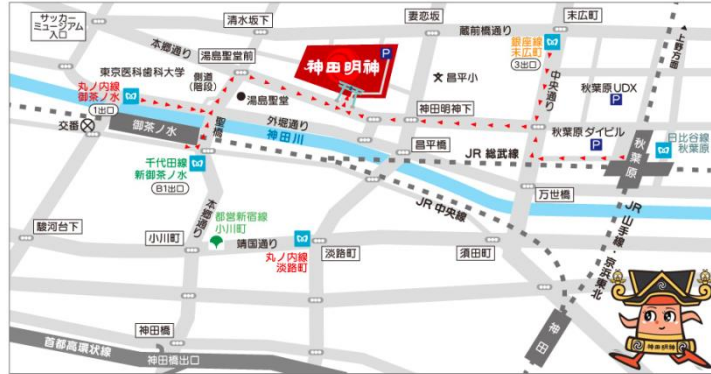 サッカー
ミュージアム
入口
清水坂下
妻恋坂
末広町
蔵前橋通り
上野方面
本郷通り
湯島聖堂前
P
神田明神
銀座線
末広町
3出口
東京医科歯科大学
側道
(階段)
文 昌平小
中央通り
秋葉原UDX
P
丸ノ内線
御茶ノ水
1出口
湯島聖堂
神田明神下
交番
御茶ノ水
聖橋
外堀通り
神田川
昌平橋
秋葉原ダイビル
P
秋葉原
日比谷線
秋葉原
JR 総武線
千代田線
新御茶ノ水
B1出口
万世橋
JR 中央線
JR 山手線・京浜東北
駿河台下
本郷通り
小川町
都営新宿線
小川町
靖国通り
丸ノ内線
淡路町
淡路町
須田町
神田橋
神田
首都高環状線
神田橋出口
神田明神